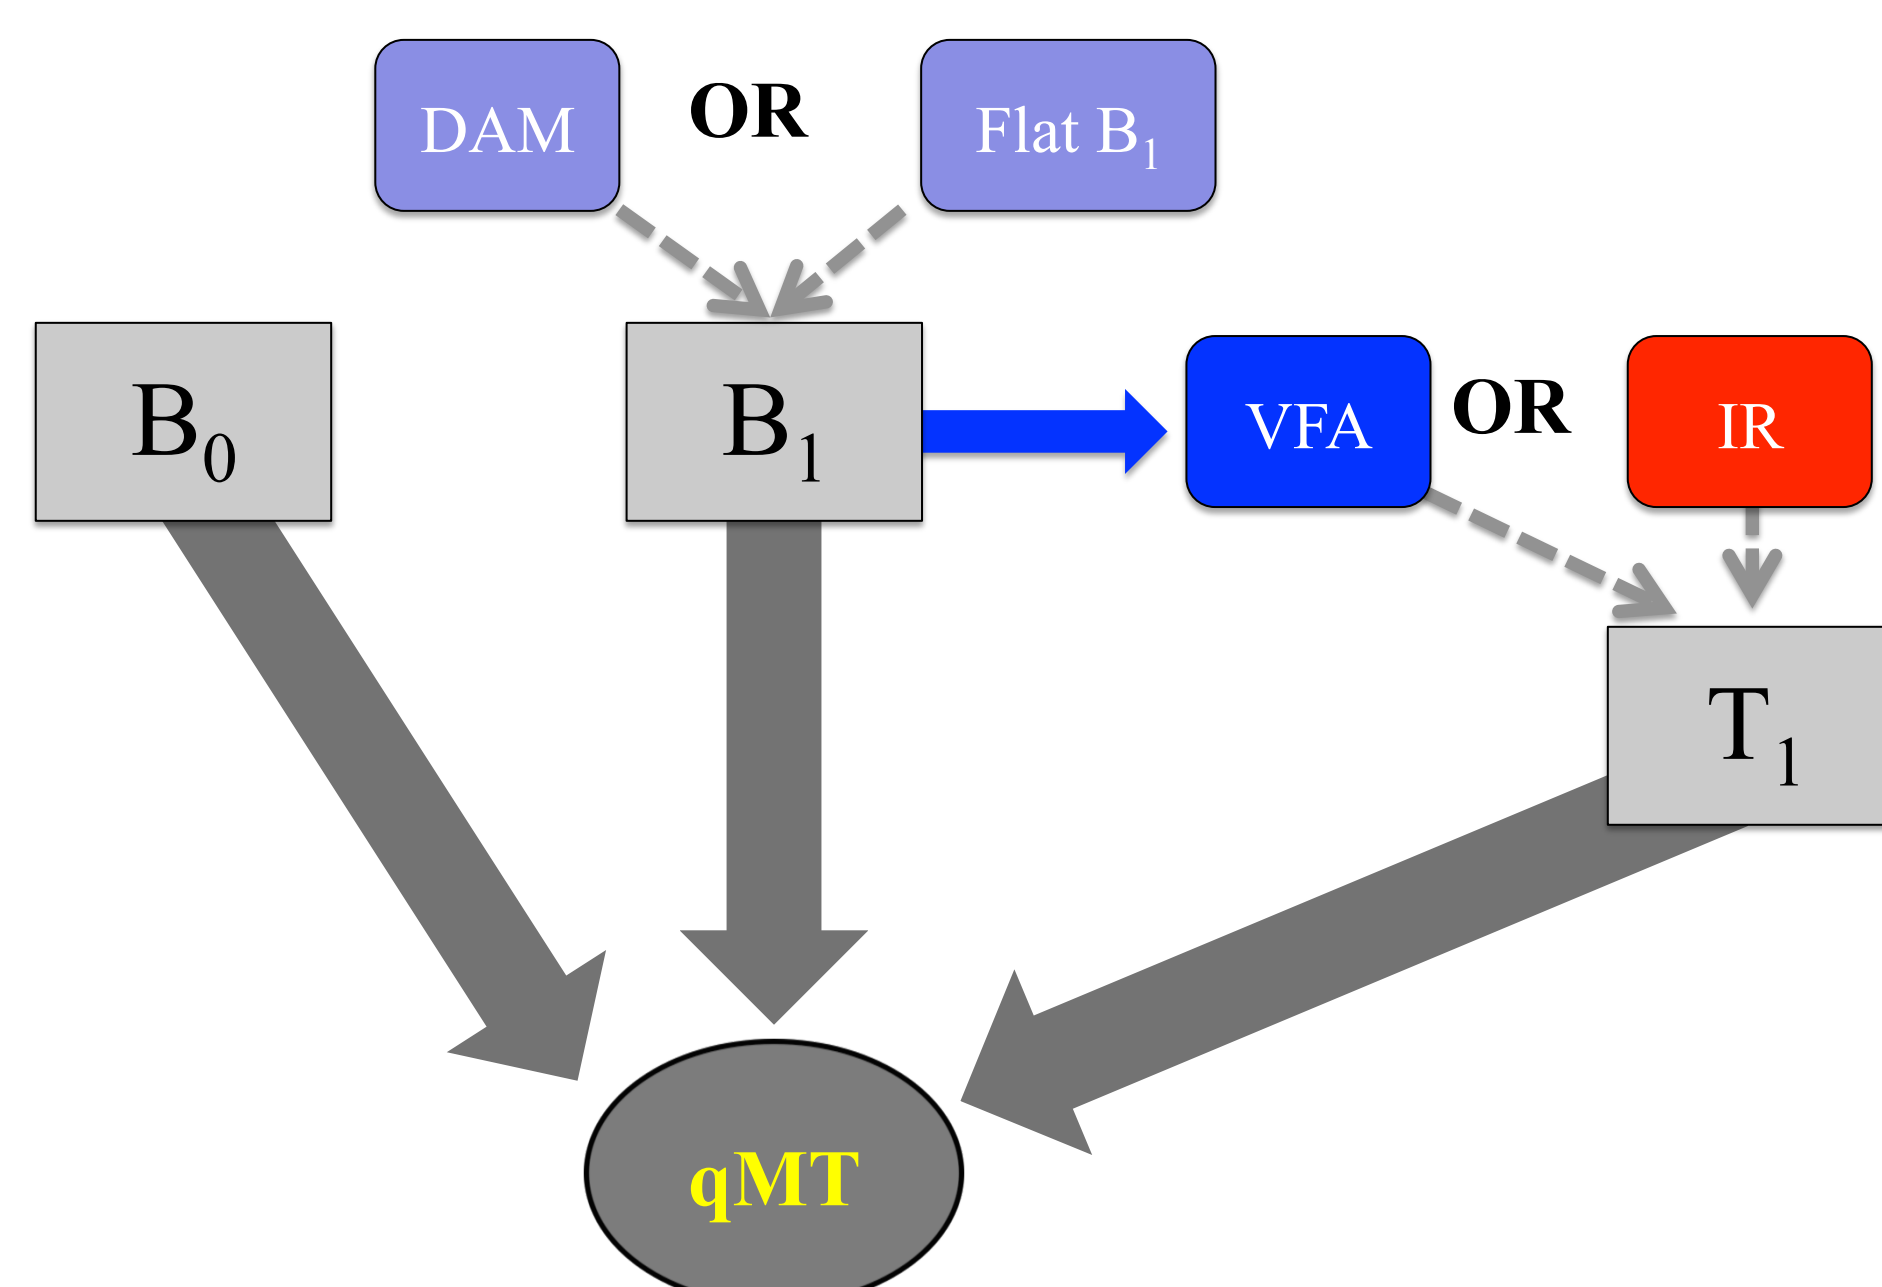 DAM OR Flat B₁
B₀ B₁ VFA OR IR
T₁
qMT